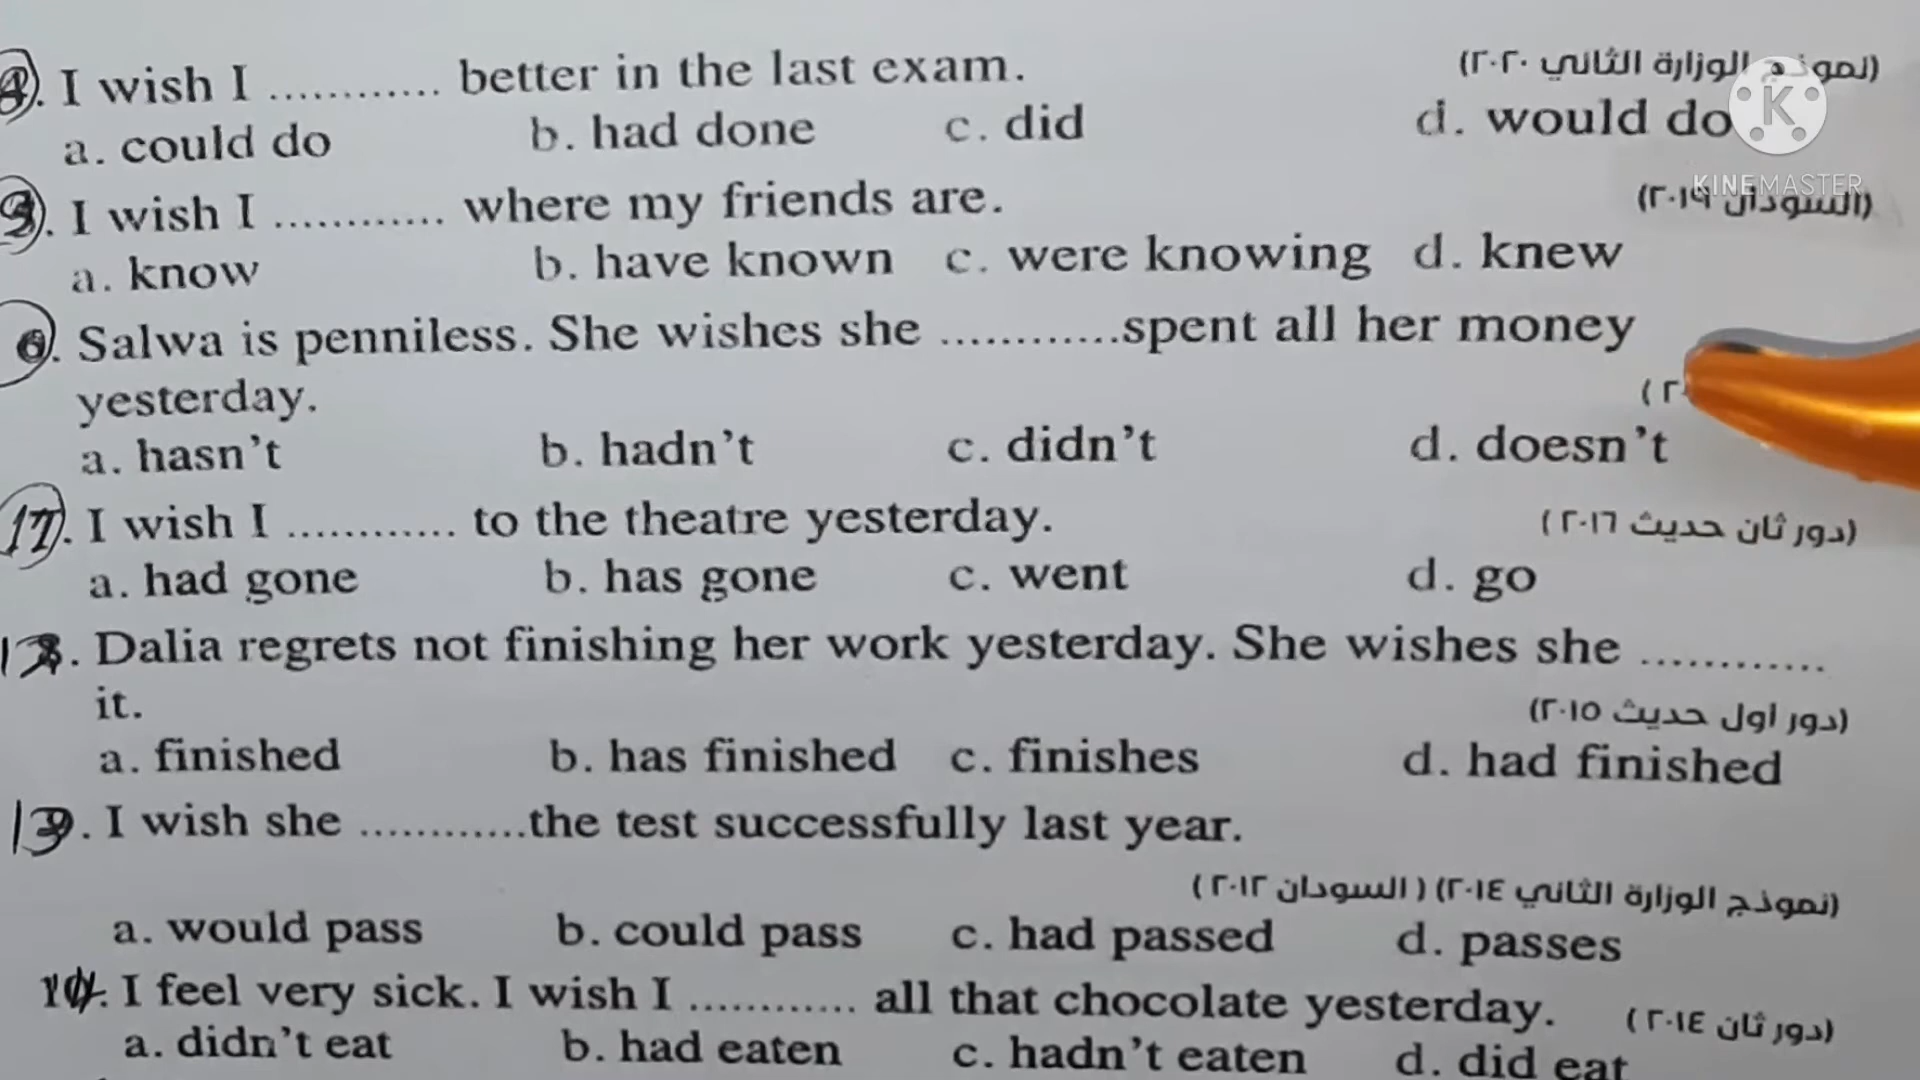 . I wish I ............ better in the last exam. (نموذج الوزارة الثاني ٢٠٢٠)
a. could do b. had done c. did d. would do
KINEMASTER
. I wish I ............ where my friends are. (السودان ٢٠١٩)
a. know b. have known c. were knowing d. knew
. Salwa is penniless. She wishes she ............spent all her money
yesterday.
a. hasn't b. hadn't c. didn't d. doesn't
. I wish I ............ to the theatre yesterday. (دور ثان حديث ٢٠١٦)
a. had gone b. has gone c. went d. go
. Dalia regrets not finishing her work yesterday. She wishes she ............
it. (دور اول حديث ٢٠١٥)
a. finished b. has finished c. finishes d. had finished
. I wish she ............the test successfully last year.
(نموذج الوزارة الثاني ٢٠١٤) (السودان ٢٠١٢)
a. would pass b. could pass c. had passed d. passes
. I feel very sick. I wish I ............ all that chocolate yesterday. (دور ثان ٢٠١٤)
a. didn't eat b. had eaten c. hadn't eaten d. did eat